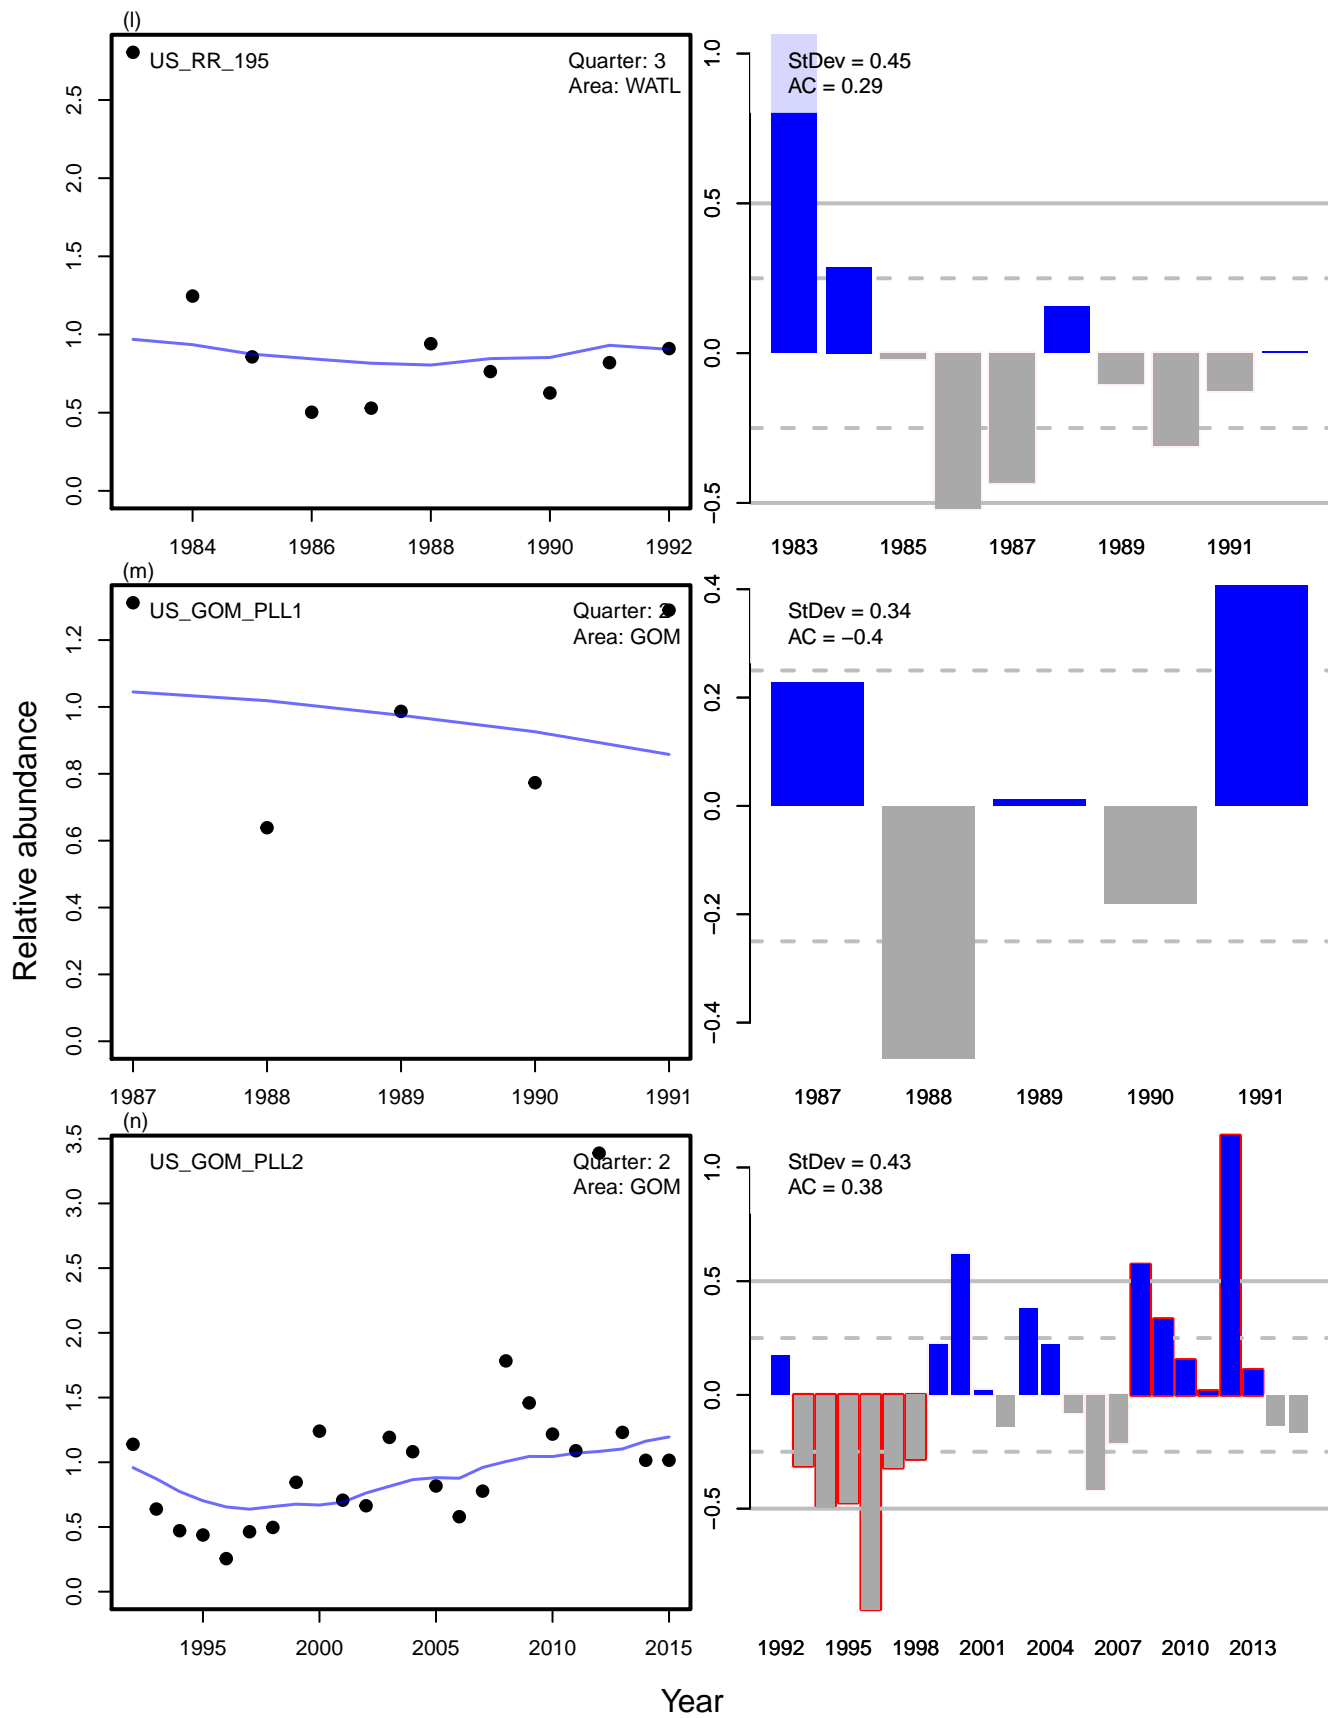 (l)
US_RR_195
Quarter: 3
Area: WATL
0.0 0.5 1.0 1.5 2.0 2.5
1984 1986 1988 1990 1992
StDev = 0.45
AC = 0.29
−0.5 0.0 0.5 1.0
1983 1985 1987 1989 1991
(m)
US_GOM_PLL1
Quarter: 2
Area: GOM
0.0 0.2 0.4 0.6 0.8 1.0 1.2
1987 1988 1989 1990 1991
StDev = 0.34
AC = −0.4
−0.4 −0.2 0.0 0.2 0.4
1987 1988 1989 1990 1991
(n)
US_GOM_PLL2
Quarter: 2
Area: GOM
0.0 0.5 1.0 1.5 2.0 2.5 3.0 3.5
1995 2000 2005 2010 2015
StDev = 0.43
AC = 0.38
−0.5 0.0 0.5 1.0
1992 1995 1998 2001 2004 2007 2010 2013
Relative abundance
Year